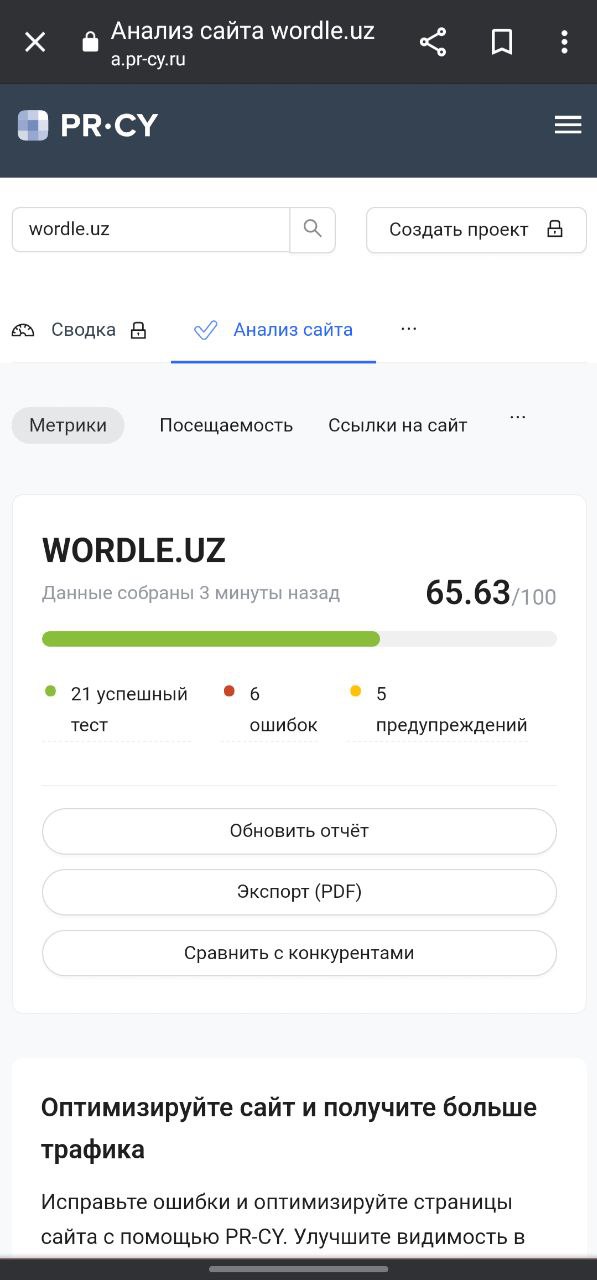 Анализ сайта wordle.uz
a.pr-cy.ru
PR·CY
wordle.uz
Создать проект
Сводка
Анализ сайта
...
Метрики
Посещаемость
Ссылки на сайт
...
WORDLE.UZ
Данные собраны 3 минуты назад
65.63/100
21 успешный
тест
6
ошибок
5
предупреждений
Обновить отчёт
Экспорт (PDF)
Сравнить с конкурентами
Оптимизируйте сайт и получите больше
трафика
Исправьте ошибки и оптимизируйте страницы
сайта с помощью PR-CY. Улучшите видимость в